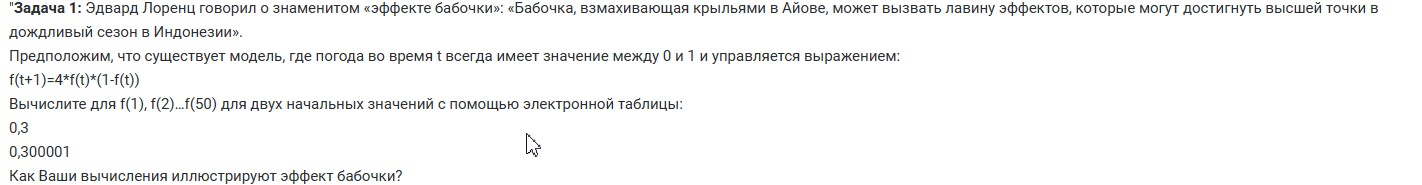 "Задача 1: Эдвард Лоренц говорил о знаменитом «эффекте бабочки»: «Бабочка, взмахивающая крыльями в Айове, может вызвать лавину эффектов, которые могут достигнуть высшей точки в
дождливый сезон в Индонезии».
Предположим, что существует модель, где погода во время t всегда имеет значение между 0 и 1 и управляется выражением:
f(t+1)=4*f(t)*(1-f(t))
Вычислите для f(1), f(2)…f(50) для двух начальных значений с помощью электронной таблицы:
0,3
0,300001
Как Ваши вычисления иллюстрируют эффект бабочки?